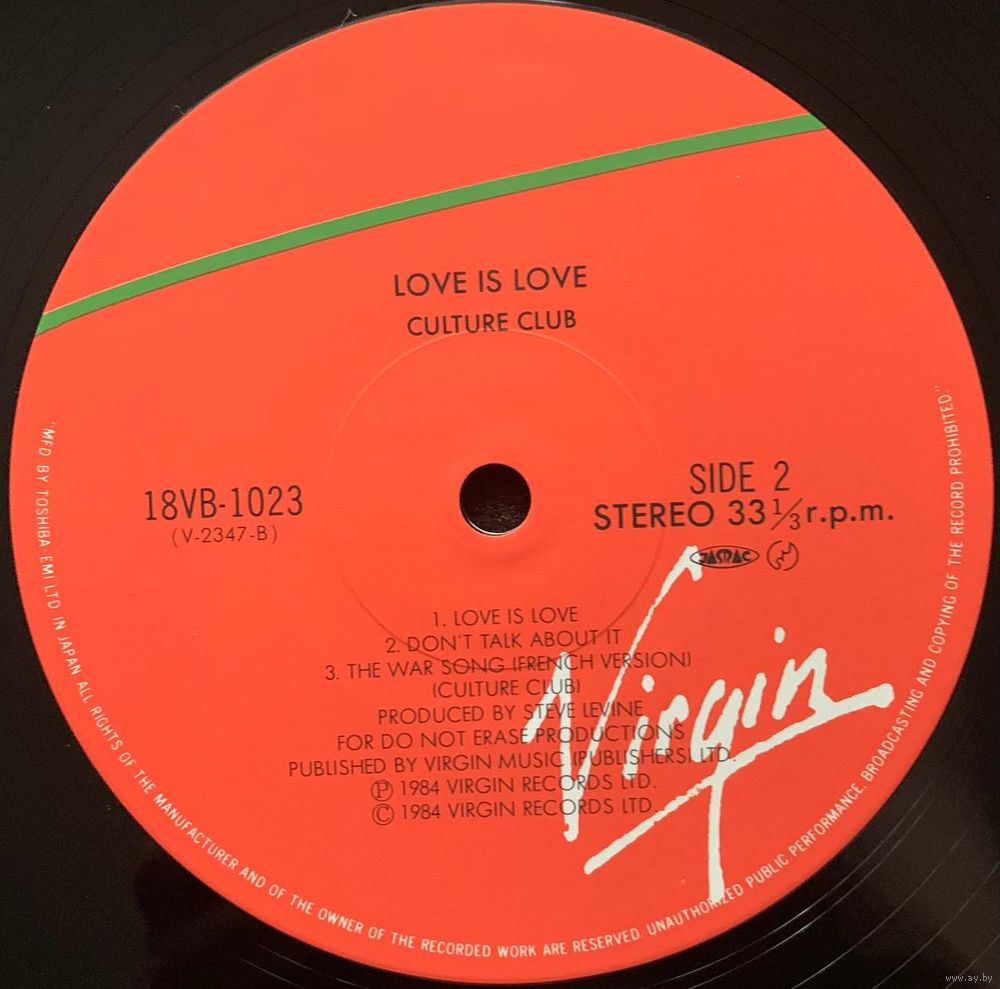 LOVE IS LOVE
CULTURE CLUB
18VB-1023
(V-2347-B)
SIDE 2
STEREO 33 1/3 r.p.m.
JASRAC
1. LOVE IS LOVE
2. DON'T TALK ABOUT IT
3. THE WAR SONG (FRENCH VERSION)
(CULTURE CLUB)
PRODUCED BY STEVE LEVINE
FOR DO NOT ERASE PRODUCTIONS
PUBLISHED BY VIRGIN MUSIC (PUBLISHERS) LTD.
Ⓟ 1984 VIRGIN RECORDS LTD.
© 1984 VIRGIN RECORDS LTD.
Virgin
"MFD BY TOSHIBA-EMI LTD IN JAPAN ALL RIGHTS OF THE MANUFACTURER AND OF THE OWNER OF THE RECORDED WORK ARE RESERVED. UNAUTHORIZED PUBLIC PERFORMANCE, BROADCASTING AND COPYING OF THE RECORD PROHIBITED."
www.ay.by